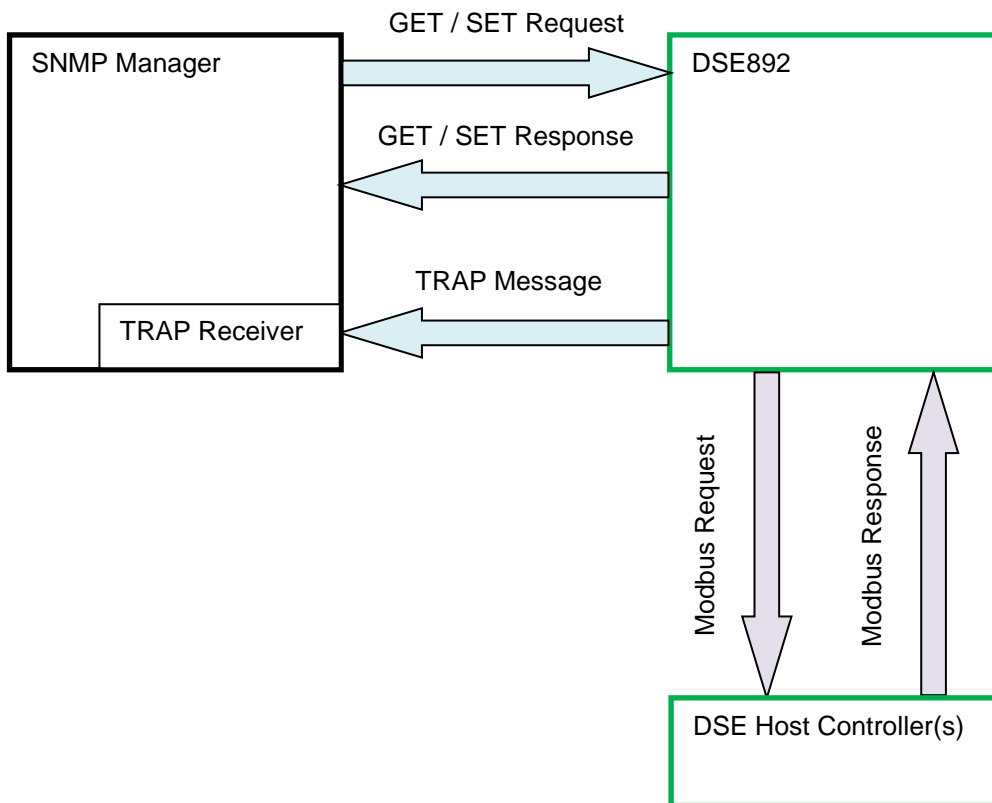 GET / SET Request
SNMP Manager
DSE892
GET / SET Response
TRAP Message
TRAP Receiver
Modbus Request
Modbus Response
DSE Host Controller(s)